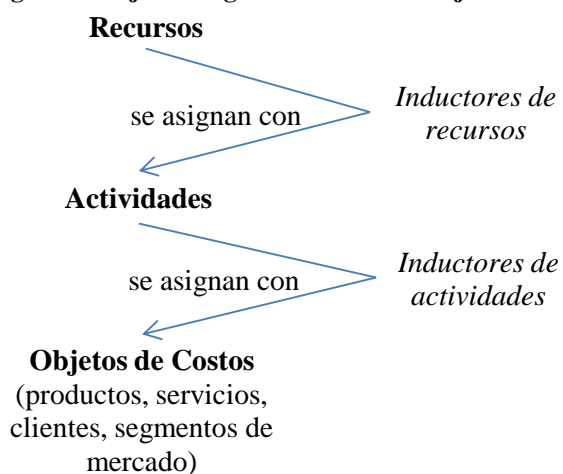 Recursos
se asignan con
Inductores de
recursos
Actividades
se asignan con
Inductores de
actividades
Objetos de Costos
(productos, servicios,
clientes, segmentos de
mercado)